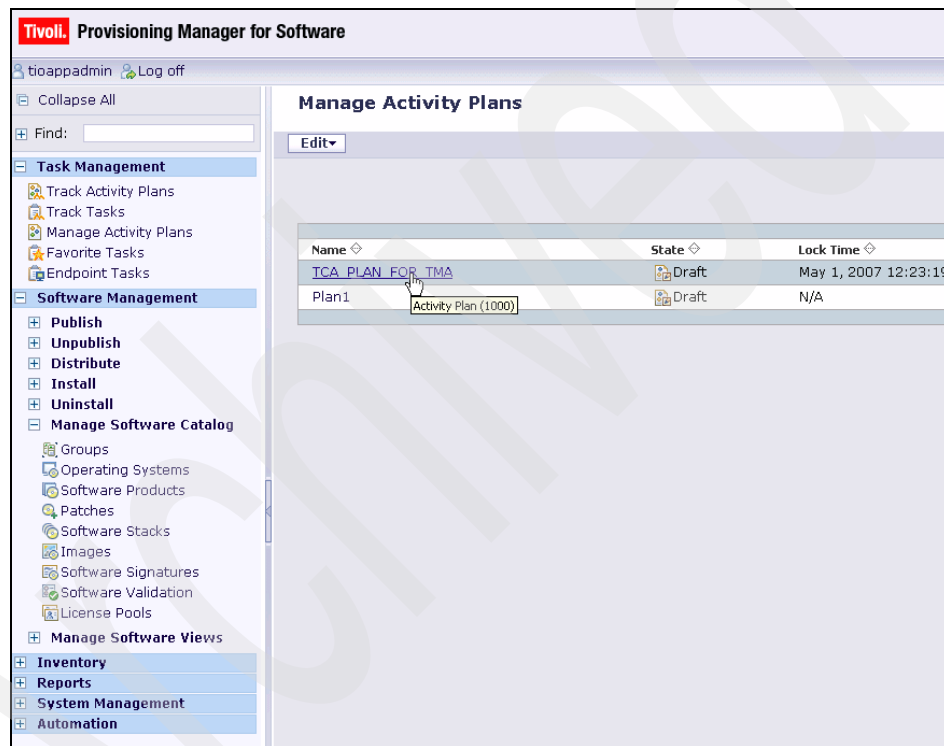 Tivoli. Provisioning Manager for Software
tioappadmin Log off
Collapse All
Find:
Task Management
Track Activity Plans
Track Tasks
Manage Activity Plans
Favorite Tasks
Endpoint Tasks
Software Management
Publish
Unpublish
Distribute
Install
Uninstall
Manage Software Catalog
Groups
Operating Systems
Software Products
Patches
Software Stacks
Images
Software Signatures
Software Validation
License Pools
Manage Software Views
Inventory
Reports
System Management
Automation
Manage Activity Plans
Edit
Name State Lock Time
TCA_PLAN_FOR_TMA Draft May 1, 2007 12:23:19
Plan1 Draft N/A
Activity Plan (1000)